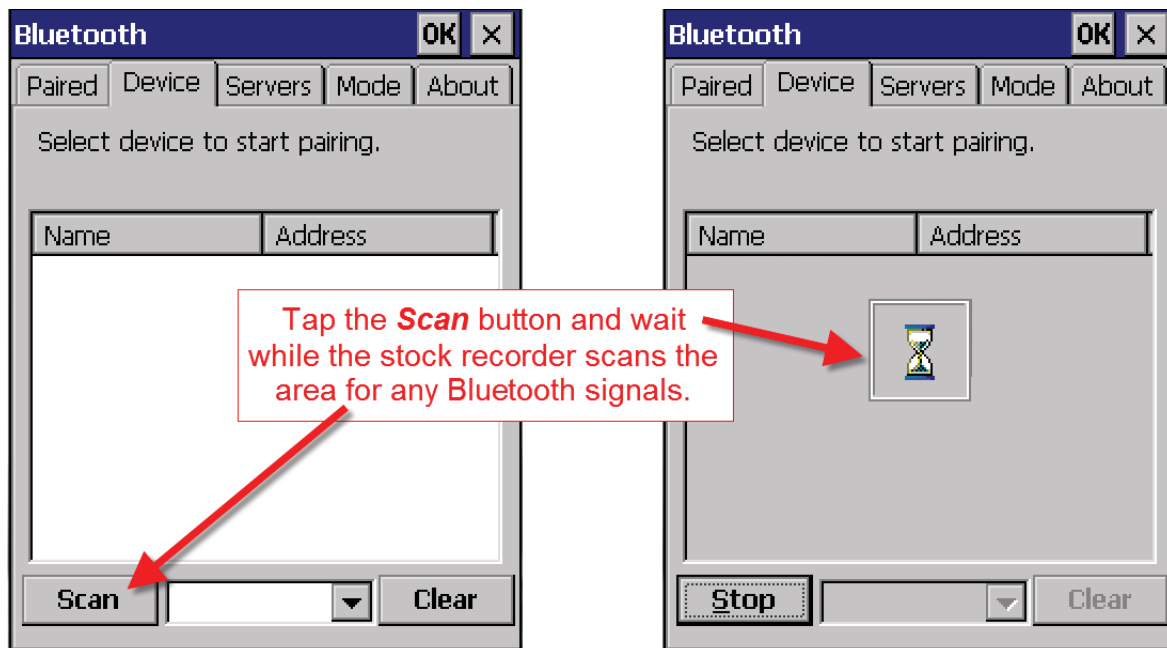 Bluetooth OK
Paired Device Servers Mode About
Select device to start pairing.
Name Address
Scan Clear
Tap the Scan button and wait
while the stock recorder scans the
area for any Bluetooth signals.
Bluetooth OK
Paired Device Servers Mode About
Select device to start pairing.
Name Address
Stop Clear